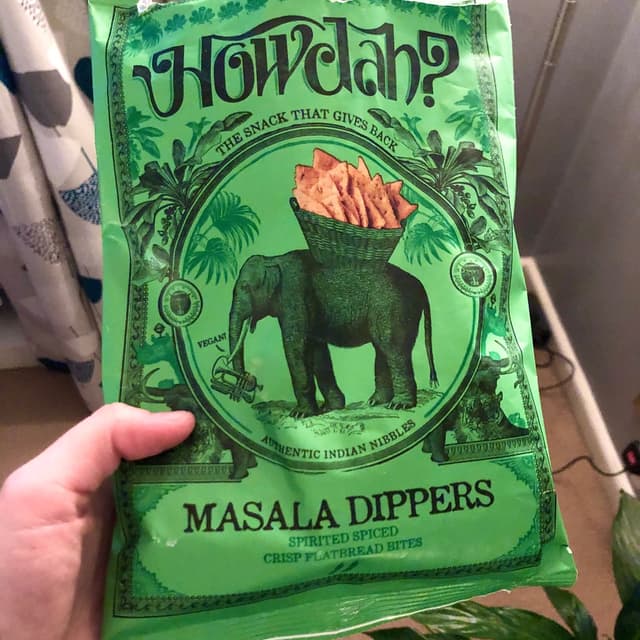 Howdah?
THE SNACK THAT GIVES BACK
VEGAN!
AUTHENTIC INDIAN NIBBLES
MASALA DIPPERS
SPIRITED SPICED
CRISP FLATBREAD BITES